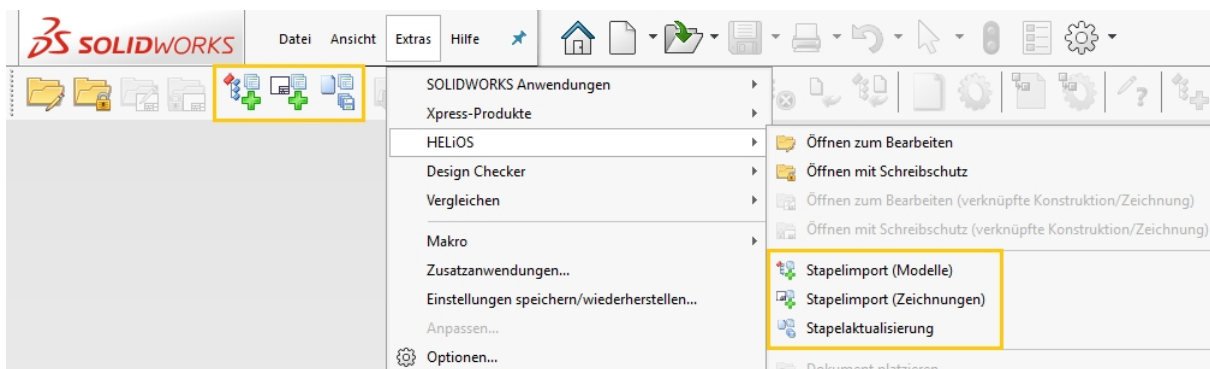 SOLIDWORKS Datei Ansicht Extras Hilfe
SOLIDWORKS Anwendungen
Xpress-Produkte
HELiOS
Design Checker
Vergleichen
Makro
Zusatzanwendungen...
Einstellungen speichern/wiederherstellen...
Anpassen...
Optionen...
Öffnen zum Bearbeiten
Öffnen mit Schreibschutz
Öffnen zum Bearbeiten (verknüpfte Konstruktion/Zeichnung)
Öffnen mit Schreibschutz (verknüpfte Konstruktion/Zeichnung)
Stapelimport (Modelle)
Stapelimport (Zeichnungen)
Stapelaktualisierung
Dokument platzieren